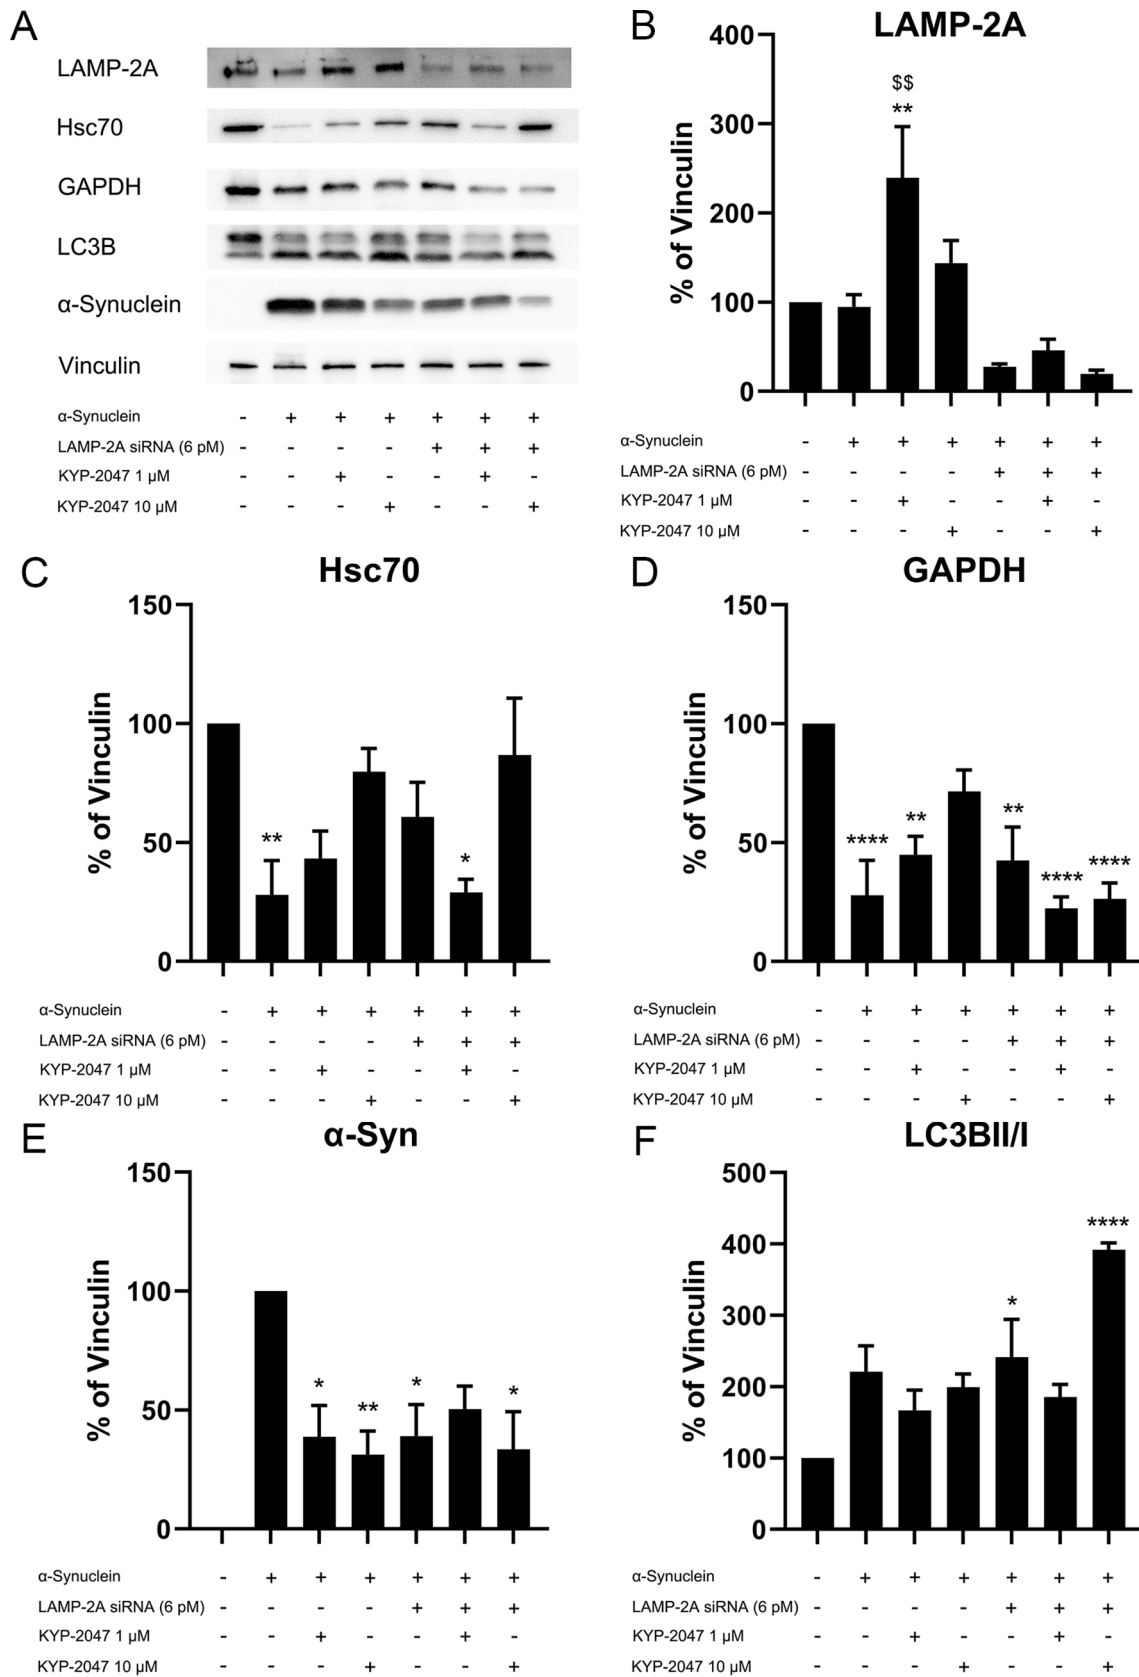 A
LAMP-2A
Hsc70
GAPDH
LC3B
α-Synuclein
Vinculin
α-Synuclein - + + + + + +
LAMP-2A siRNA (6 pM) - - - - + + +
KYP-2047 1 µM - - + - - + -
KYP-2047 10 µM - - - + - - +
B
LAMP-2A
% of Vinculin
400
300
200
100
0
$$
**
α-Synuclein - + + + + + +
LAMP-2A siRNA (6 pM) - - - - + + +
KYP-2047 1 µM - - + - - + -
KYP-2047 10 µM - - - + - - +
C
Hsc70
% of Vinculin
150
100
50
0
** *
α-Synuclein - + + + + + +
LAMP-2A siRNA (6 pM) - - - - + + +
KYP-2047 1 µM - - + - - + -
KYP-2047 10 µM - - - + - - +
D
GAPDH
% of Vinculin
150
100
50
0
**** ** ** **** ****
α-Synuclein - + + + + + +
LAMP-2A siRNA (6 pM) - - - - + + +
KYP-2047 1 µM - - + - - + -
KYP-2047 10 µM - - - + - - +
E
α-Syn
% of Vinculin
150
100
50
0
* ** * *
α-Synuclein - + + + + + +
LAMP-2A siRNA (6 pM) - - - - + + +
KYP-2047 1 µM - - + - - + -
KYP-2047 10 µM - - - + - - +
F
LC3BII/I
% of Vinculin
500
400
300
200
100
0
* ****
α-Synuclein - + + + + + +
LAMP-2A siRNA (6 pM) - - - - + + +
KYP-2047 1 µM - - + - - + -
KYP-2047 10 µM - - - + - - +